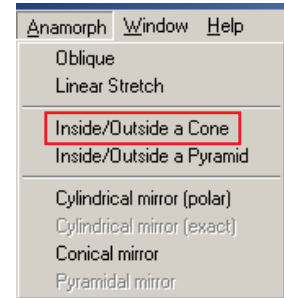 Anamorph Window Help
Oblique
Linear Stretch
Inside/Outside a Cone
Inside/Outside a Pyramid
Cylindrical mirror (polar)
Cylindrical mirror (exact)
Conical mirror
Pyramidal mirror